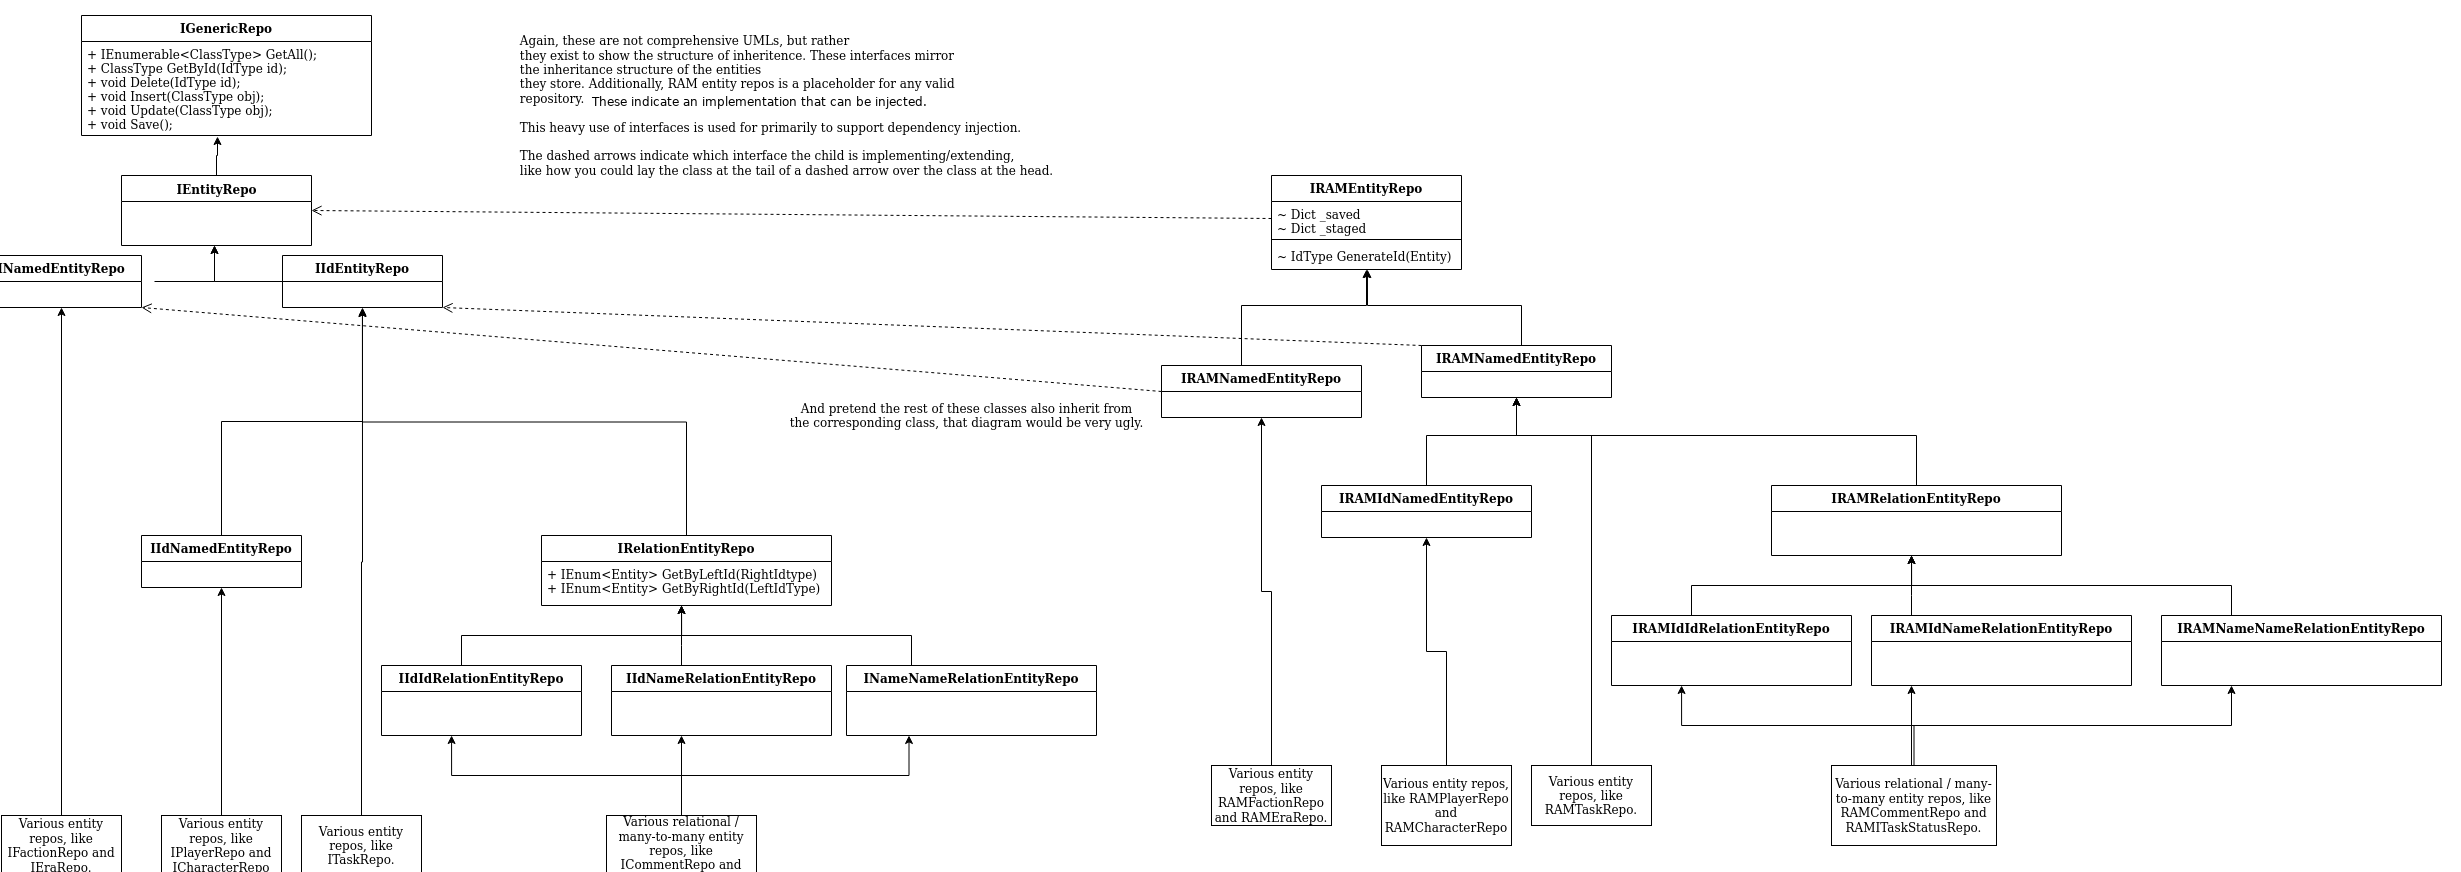 IGenericRepo
+ IEnumerable<ClassType> GetAll();
+ ClassType GetById(IdType id);
+ void Delete(IdType id);
+ void Insert(ClassType obj);
+ void Update(ClassType obj);
+ void Save();
Again, these are not comprehensive UMLs, but rather
they exist to show the structure of inheritence. These interfaces mirror
the inheritance structure of the entities
they store. Additionally, RAM entity repos is a placeholder for any valid
repository. These indicate an implementation that can be injected.
This heavy use of interfaces is used for primarily to support dependency injection.
The dashed arrows indicate which interface the child is implementing/extending,
like how you could lay the class at the tail of a dashed arrow over the class at the head.
IEntityRepo
IRAMEntityRepo
~ Dict _saved
~ Dict _staged
~ IdType GenerateId(Entity)
INamedEntityRepo
IIdEntityRepo
IRAMNamedEntityRepo
IRAMNamedEntityRepo
And pretend the rest of these classes also inherit from
the corresponding class, that diagram would be very ugly.
IRAMIdNamedEntityRepo
IRAMRelationEntityRepo
IIdNamedEntityRepo
IRelationEntityRepo
+ IEnum<Entity> GetByLeftId(RightIdtype)
+ IEnum<Entity> GetByRightId(LeftIdType)
IRAMIdIdRelationEntityRepo
IRAMIdNameRelationEntityRepo
IRAMNameNameRelationEntityRepo
IIdIdRelationEntityRepo
IIdNameRelationEntityRepo
INameNameRelationEntityRepo
Various entity
repos, like
RAMFactionRepo
and RAMEraRepo.
Various entity repos,
like RAMPlayerRepo
and
RAMCharacterRepo
Various entity
repos, like
RAMTaskRepo.
Various relational / many-
to-many entity repos, like
RAMCommentRepo and
RAMITaskStatusRepo.
Various entity
repos, like
IFactionRepo and
IEraRepo.
Various entity
repos, like
IPlayerRepo and
ICharacterRepo
Various entity
repos, like
ITaskRepo.
Various relational /
many-to-many entity
repos, like
ICommentRepo and